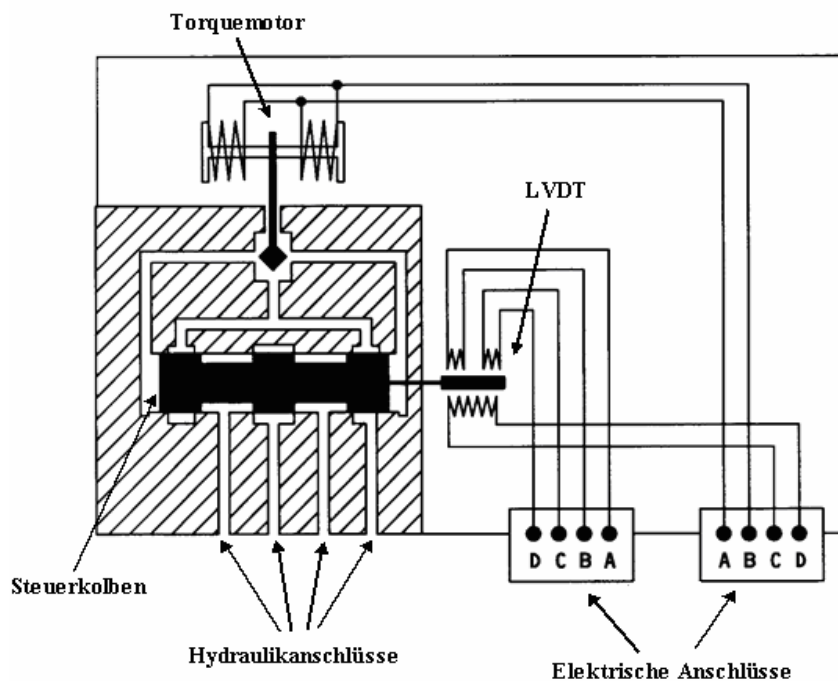 Torquemotor
LVDT
D C B A
A B C D
Steuerkolben
Hydraulikanschlüsse
Elektrische Anschlüsse